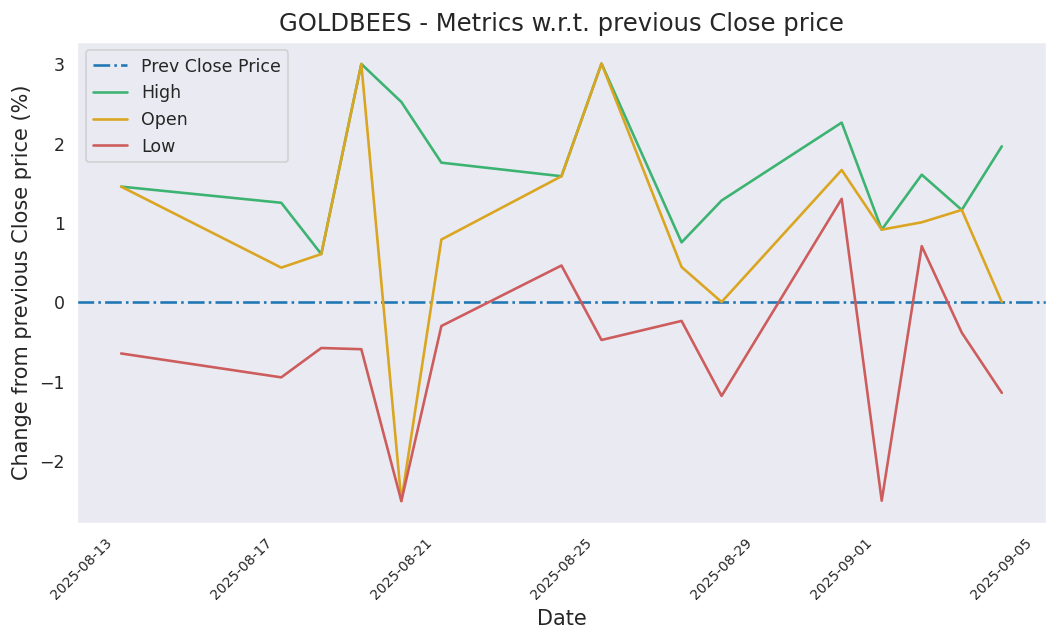 GOLDBEES - Metrics w.r.t. previous Close price
Prev Close Price
High
Open
Low
Change from previous Close price (%)
3
2
1
0
−1
−2
2025-08-13
2025-08-17
2025-08-21
2025-08-25
2025-08-29
2025-09-01
2025-09-05
Date